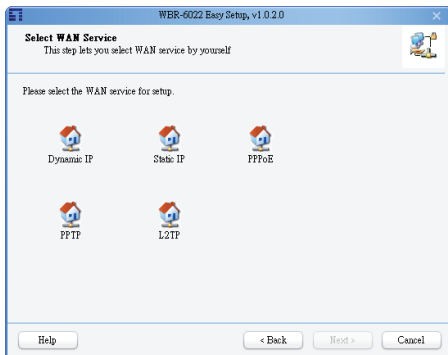 WBR-6022 Easy Setup, v1.0.2.0
Select WAN Service
This step lets you select WAN service by yourself
Please select the WAN service for setup.
Dynamic IP Static IP PPPoE
PPTP L2TP
Help < Back Next > Cancel